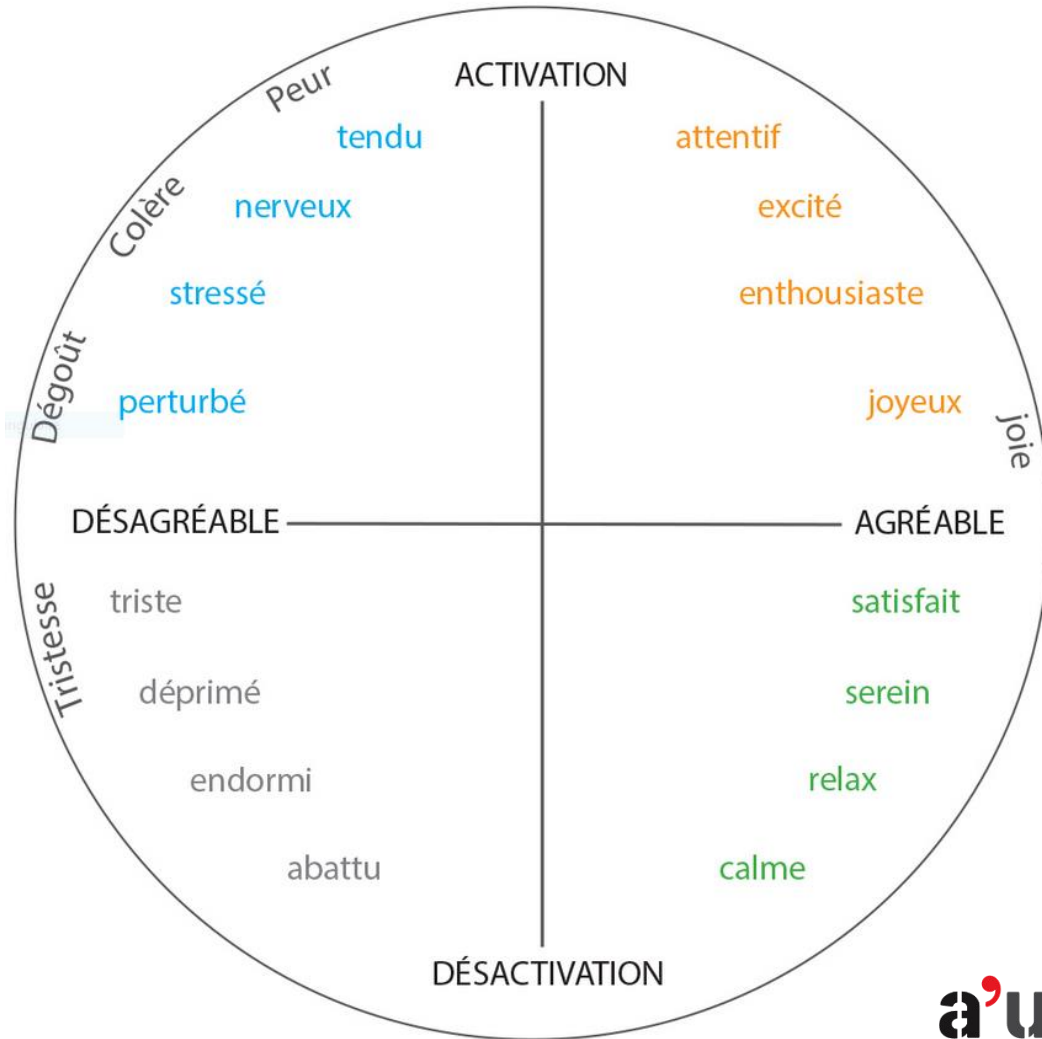 Peur
ACTIVATION
tendu
attentif
Colère
nerveux
excité
stressé
enthousiaste
Dégoût
perturbé
joyeux
joie
DÉSAGRÉABLE
AGRÉABLE
Tristesse
triste
satisfait
déprimé
serein
endormi
relax
abattu
calme
DÉSACTIVATION
a’u